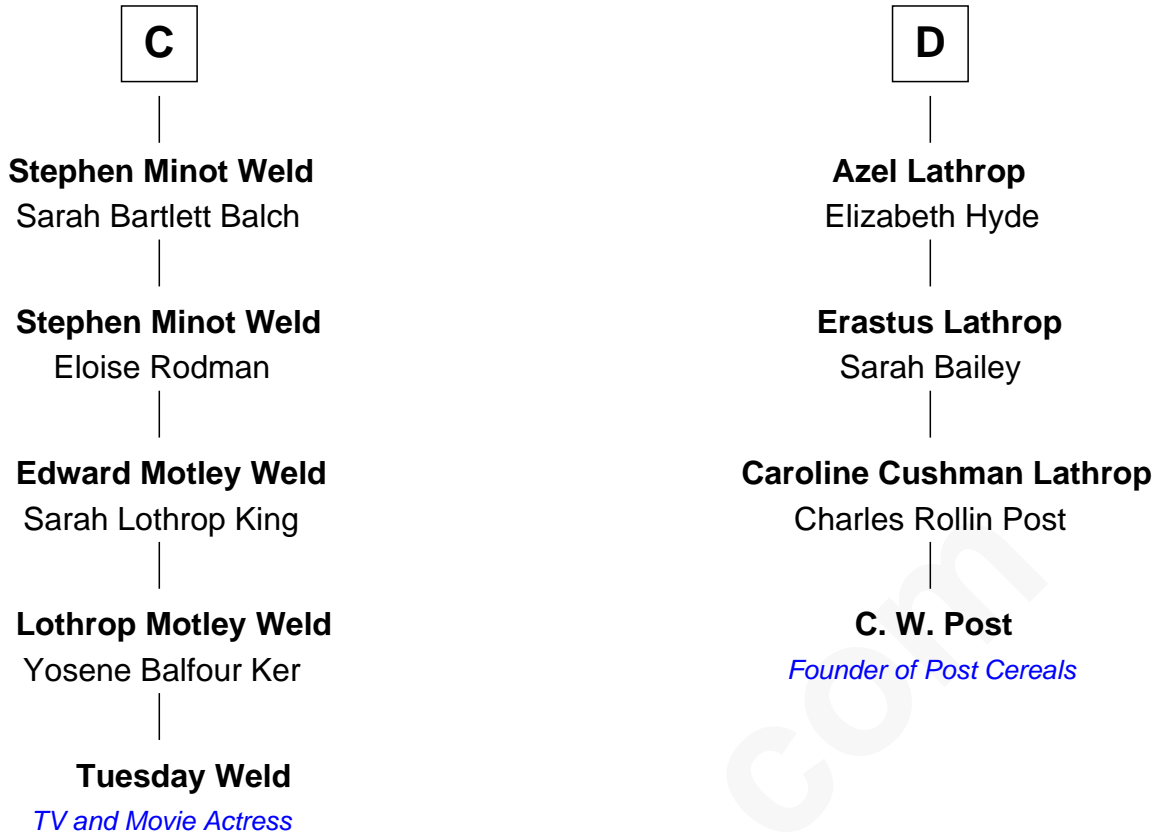 C
Stephen Minot Weld
Sarah Bartlett Balch
Stephen Minot Weld
Eloise Rodman
Edward Motley Weld
Sarah Lothrop King
Lothrop Motley Weld
Yosene Balfour Ker
Tuesday Weld
TV and Movie Actress
D
Azel Lathrop
Elizabeth Hyde
Erastus Lathrop
Sarah Bailey
Caroline Cushman Lathrop
Charles Rollin Post
C. W. Post
Founder of Post Cereals
com